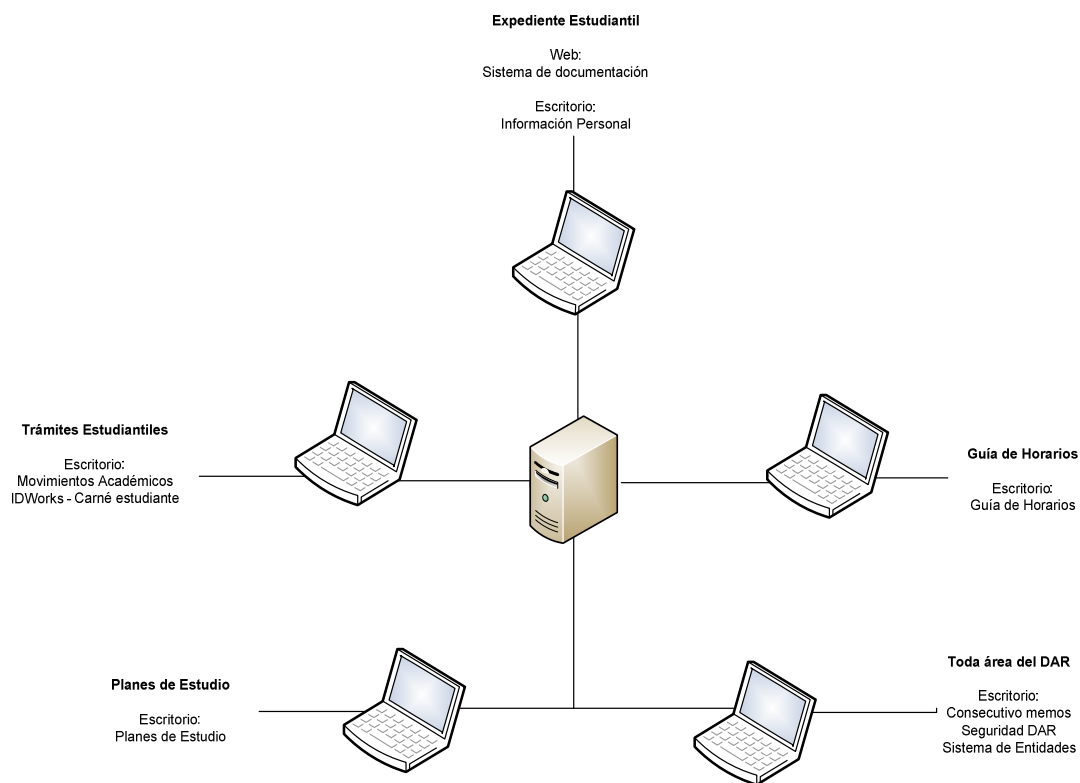 Expediente Estudiantil
Web:
Sistema de documentación
Escritorio:
Información Personal
Trámites Estudiantiles
Escritorio:
Movimientos Académicos
IDWorks - Carné estudiante
Guía de Horarios
Escritorio:
Guía de Horarios
Planes de Estudio
Escritorio:
Planes de Estudio
Toda área del DAR
Escritorio:
Consecutivo memos
Seguridad DAR
Sistema de Entidades